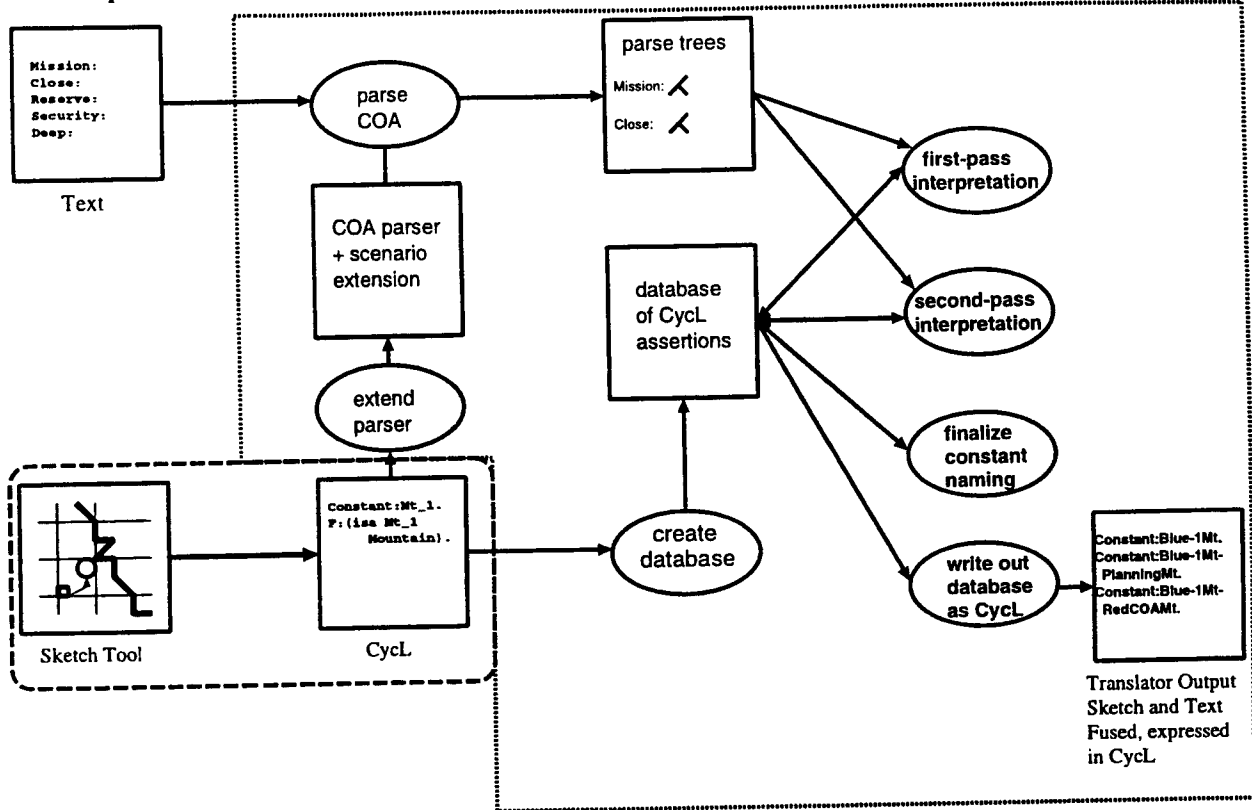 Mission:
Close:
Reserve:
Security:
Deep:
Text
parse
COA
parse trees
Mission:
Close:
first-pass
interpretation
COA parser
+ scenario
extension
database
of CycL
assertions
second-pass
interpretation
extend
parser
finalize
constant
naming
Constant:Mt_1.
F:(isa Mt_1
Mountain).
create
database
write out
database
as CycL
Constant:Blue-1Mt.
Constant:Blue-1Mt-
PlanningMt.
Constant:Blue-1Mt-
RedCOAMt.
Sketch Tool
CycL
Translator Output
Sketch and Text
Fused, expressed
in CycL